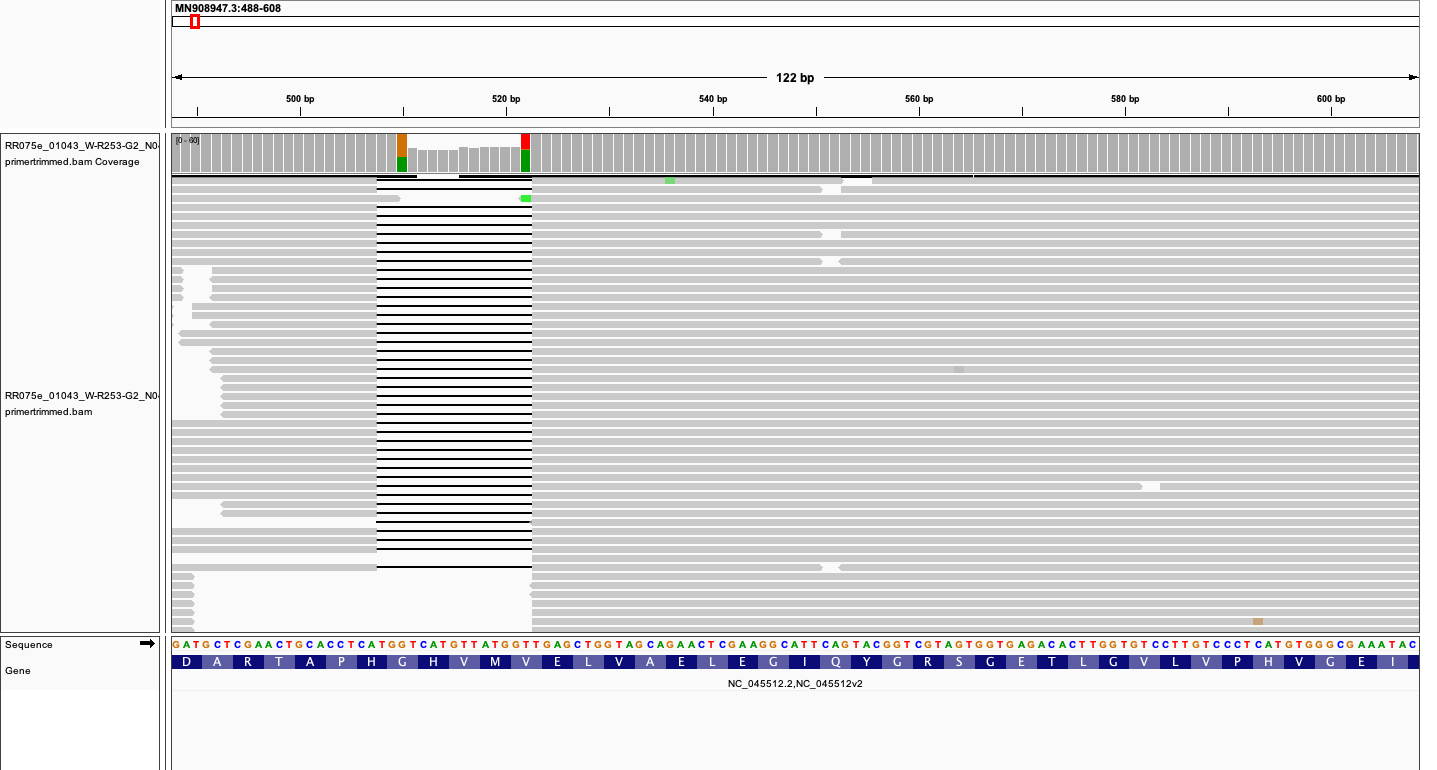 MN908947.3:488-608
122 bp
500 bp 520 bp 540 bp 560 bp 580 bp 600 bp
RR075e_01043_W-R253-G2_N0
primertrimmed.bam Coverage
[0 - 60]
RR075e_01043_W-R253-G2_N0
primertrimmed.bam
Sequence
GATGCTCGAACTGCACCTCATGGTCATGTTATGGTTGAGCTGGTAGCAGAACTCGAAGGCATTCAGTACGGTCGTAGTGGTGAGACACTTGGTGTCCTTGTCCCTCATGTGGGCGAAATAC
Gene
D A R T A P H G H V M V E L V A E L E G I Q Y G R S G E T L G V L V P H V G E I
NC_045512.2,NC_045512v2